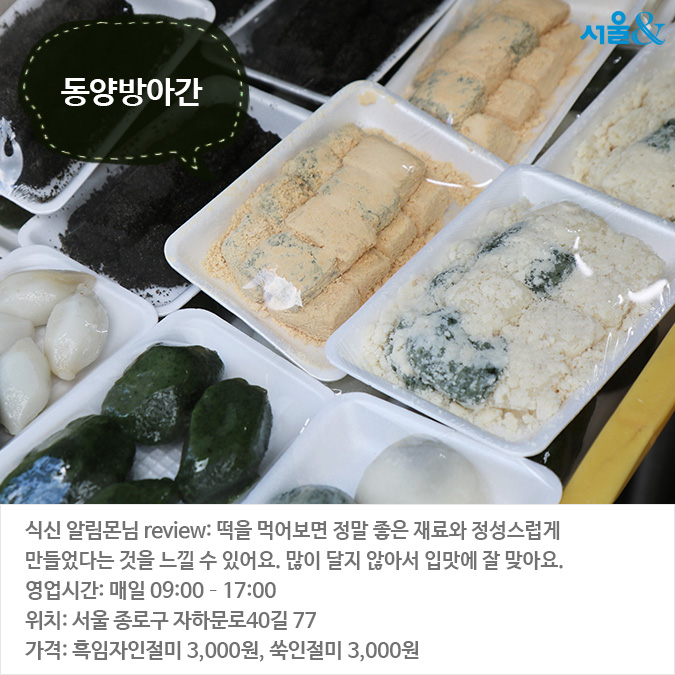 서울&
동양방아간
식신 알림몬님 review: 떡을 먹어보면 정말 좋은 재료와 정성스럽게
만들었다는 것을 느낄 수 있어요. 많이 달지 않아서 입맛에 잘 맞아요.
영업시간: 매일 09:00 - 17:00
위치: 서울 종로구 자하문로40길 77
가격: 흑임자인절미 3,000원, 쑥인절미 3,000원